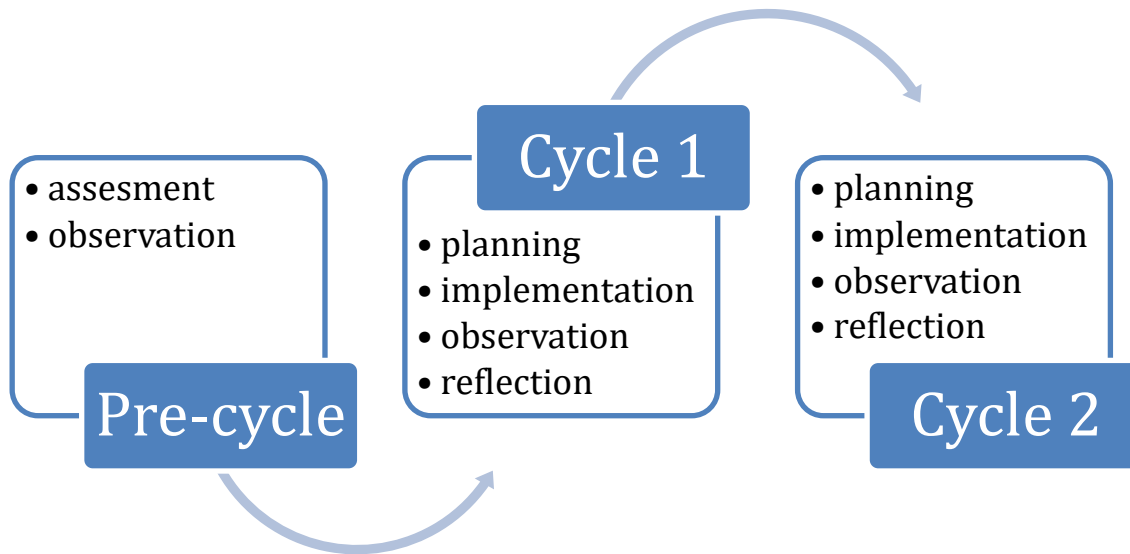 • assesment
• observation
Pre-cycle
Cycle 1
• planning
• implementation
• observation
• reflection
• planning
• implementation
• observation
• reflection
Cycle 2